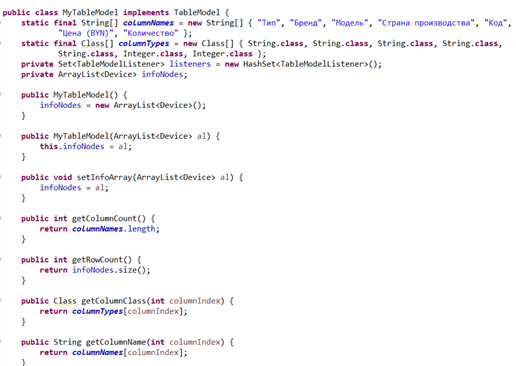 public class MyTableModel implements TableModel {
static final String[] columnNames = new String[] { "Тип", "Бренд", "Модель", "Страна производства", "Код",
"Цена (BYN)", "Количество" };
static final Class[] columnTypes = new Class[] { String.class, String.class, String.class, String.class,
String.class, Integer.class, Integer.class };
private Set<TableModelListener> listeners = new HashSet<TableModelListener>();
private ArrayList<Device> infoNodes;
public MyTableModel() {
infoNodes = new ArrayList<Device>();
}
public MyTableModel(ArrayList<Device> al) {
this.infoNodes = al;
}
public void setInfoArray(ArrayList<Device> al) {
infoNodes = al;
}
public int getColumnCount() {
return columnNames.length;
}
public int getRowCount() {
return infoNodes.size();
}
public Class getColumnClass(int columnIndex) {
return columnTypes[columnIndex];
}
public String getColumnName(int columnIndex) {
return columnNames[columnIndex];
}